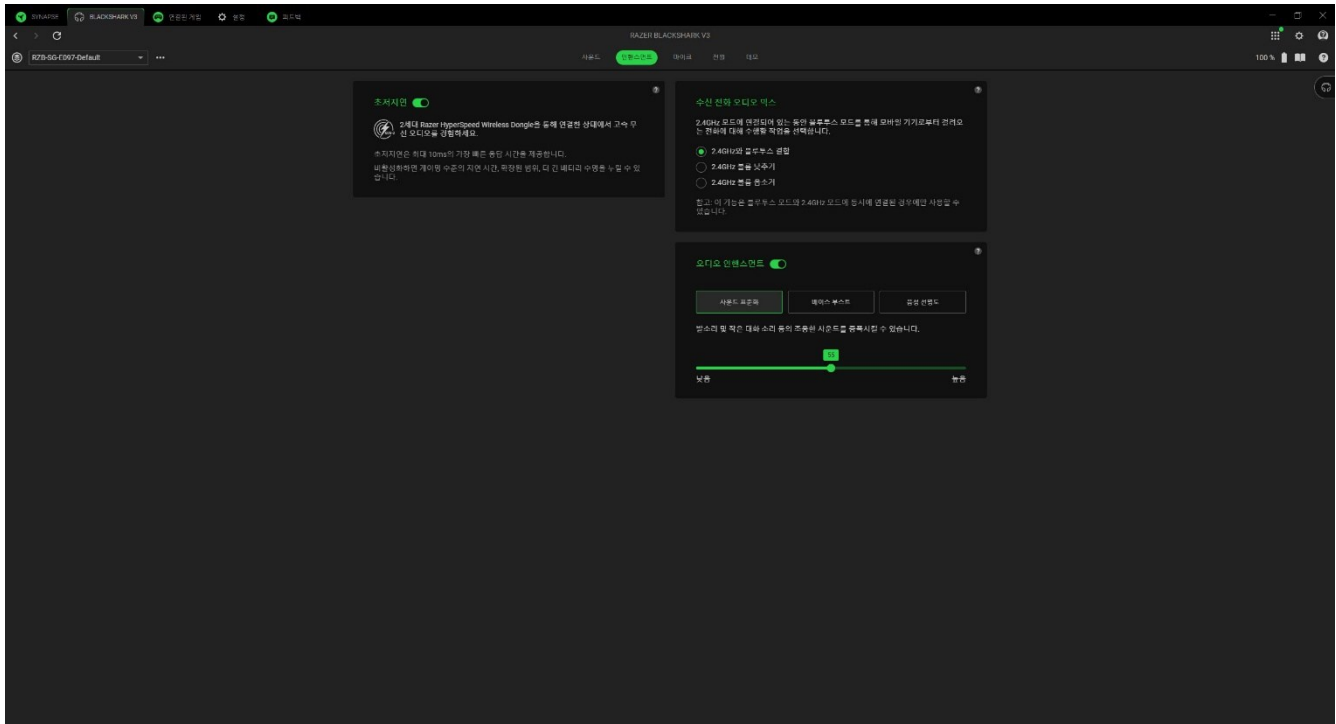 SYNAPSE
BLACKSHARK V3
연결된 게임
설정
피드백
RAZER BLACKSHARK V3
RZB-SG-E097-Default
사운드
인핸스먼트
마이크
전원
데모
100 %
초저지연
2세대 Razer HyperSpeed Wireless Dongle을 통해 연결한 상태에서 고속 무
선 오디오를 경험하세요.
초저지연은 최대 10ms의 가장 빠른 응답 시간을 제공합니다.
비활성화하면 게이밍 수준의 지연 시간, 확장된 범위, 더 긴 배터리 수명을 누릴 수 있
습니다.
수신 전화 오디오 믹스
2.4GHz 모드에 연결되어 있는 동안 블루투스 모드를 통해 모바일 기기로부터 걸려오
는 전화에 대해 수행할 작업을 선택합니다.
2.4GHz와 블루투스 결합
2.4GHz 볼륨 낮추기
2.4GHz 볼륨 음소거
참고: 이 기능은 블루투스 모드와 2.4GHz 모드에 동시에 연결된 경우에만 사용할 수
있습니다.
오디오 인핸스먼트
사운드 표준화
베이스 부스트
음성 선명도
발소리 및 작은 대화 소리 등의 조용한 사운드를 증폭시킬 수 있습니다.
낮음
높음